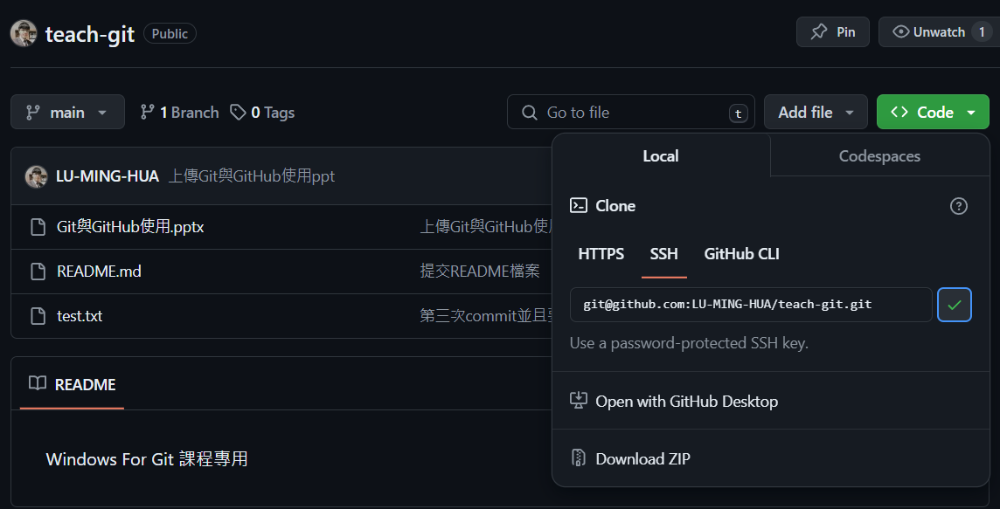 teach-git Public Pin Unwatch 1
main 1 Branch 0 Tags Go to file t Add file Code
Local Codespaces
LU-MING-HUA 上傳Git與GitHub使用ppt
Clone
Git與GitHub使用.pptx 上傳Git與GitHub使用
HTTPS SSH GitHub CLI
README.md 提交README檔案
git@github.com:LU-MING-HUA/teach-git.git
test.txt 第三次commit並且
Use a password-protected SSH key.
README
Open with GitHub Desktop
Windows For Git 課程專用
Download ZIP